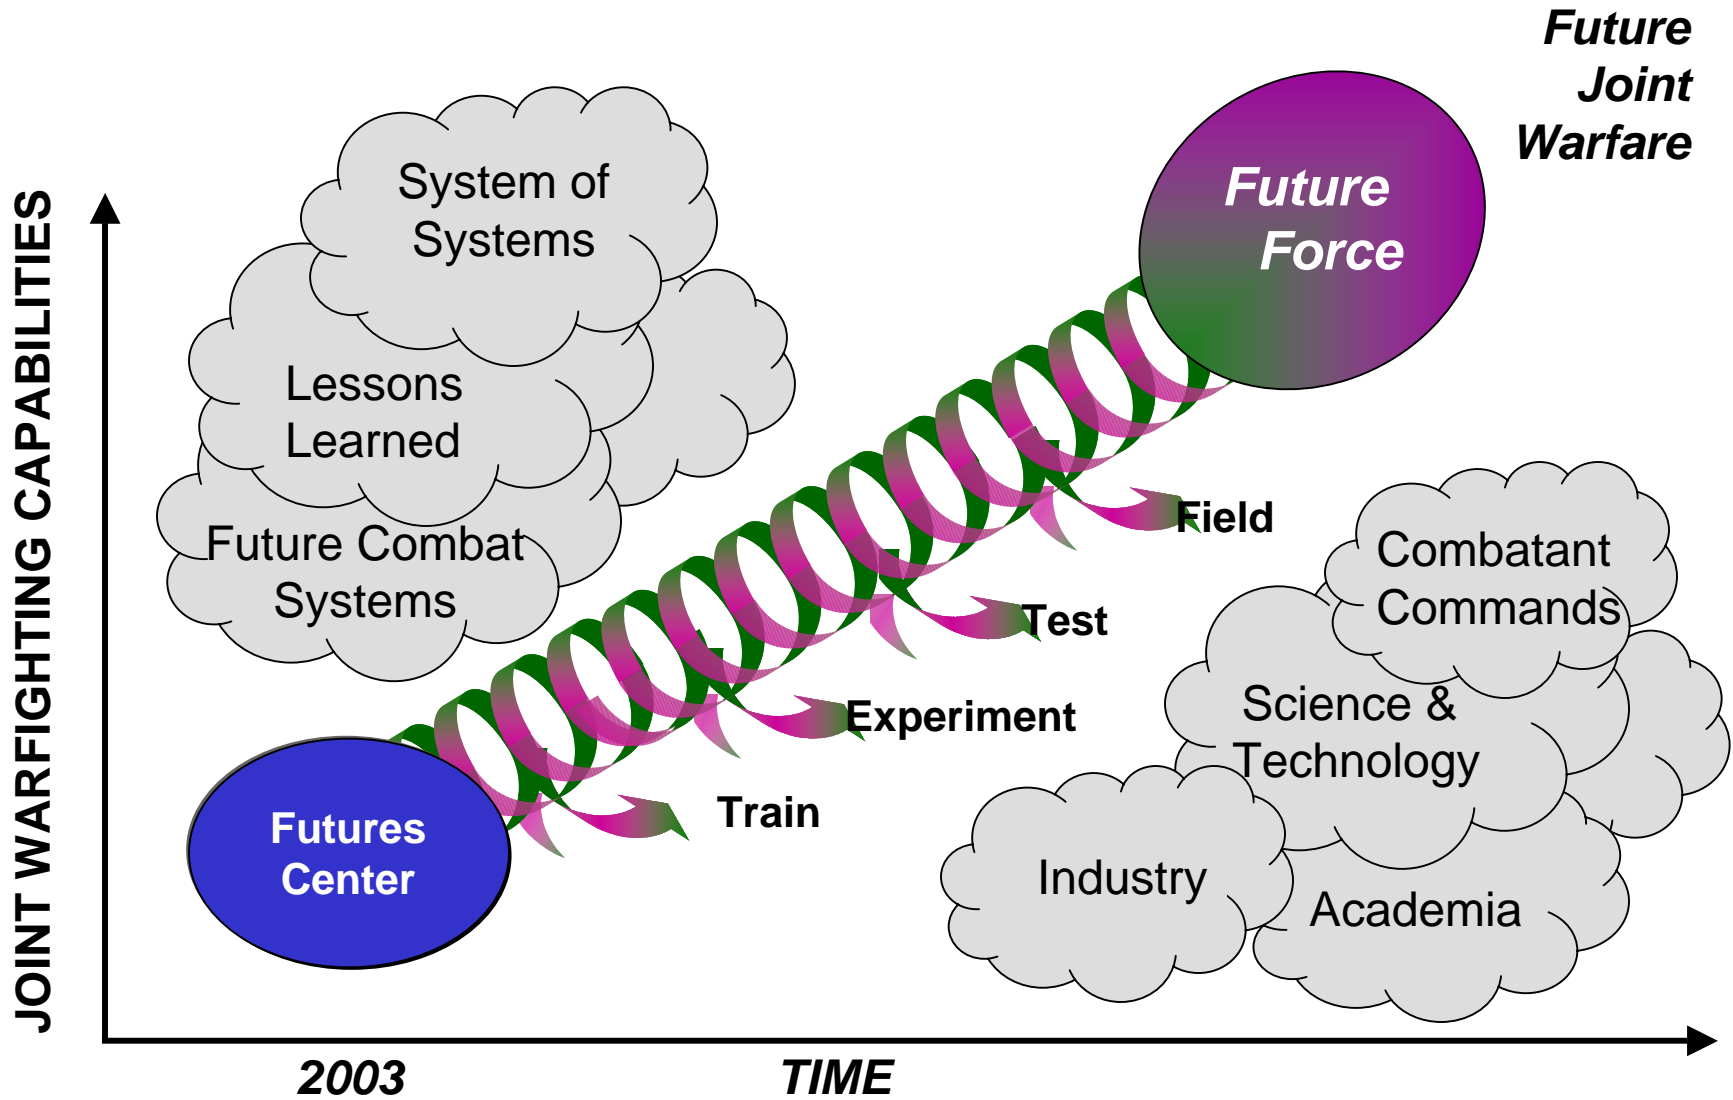 Future
Joint
Warfare
JOINT WARFIGHTING CAPABILITIES
System of
Systems
Lessons
Learned
Future Combat
Systems
Future
Force
Field
Test
Experiment
Train
Futures
Center
Combatant
Commands
Science &
Technology
Industry
Academia
2003
TIME